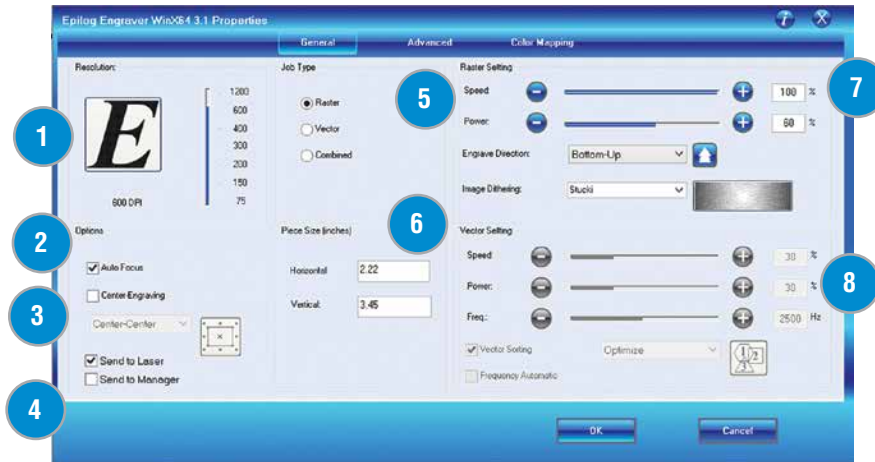 Epilog Engraver WinX64 3.1 Properties
General Advanced Color Mapping
Resolution:
E
1200
600
400
300
200
150
75
600 DPI
1
Job Type
Raster
Vector
Combined
5
Raster Setting
Speed 100 %
Power: 60 %
7
Engrave Direction: Bottom-Up
Image Dithering: Stucki
2
Options
Auto Focus
Center Engraving
3
Center-Center
Send to Laser
Send to Manager
4
Piece Size (inches)
6
Horizontal 2.22
Vertical: 3.45
Vector Setting
Speed 30 %
Power: 30 %
8
Freq.: 2500 Hz
Vector Sorting Optimize
1 2
3
Frequency Automatic
OK Cancel